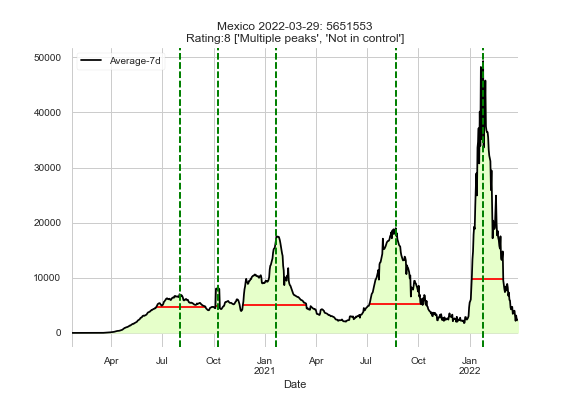 Mexico 2022-03-29: 5651553
Rating:8 ['Multiple peaks', 'Not in control']
Average-7d
50000
40000
30000
20000
10000
0
Apr Jul Oct Jan Apr Jul Oct Jan
2021 2022
Date